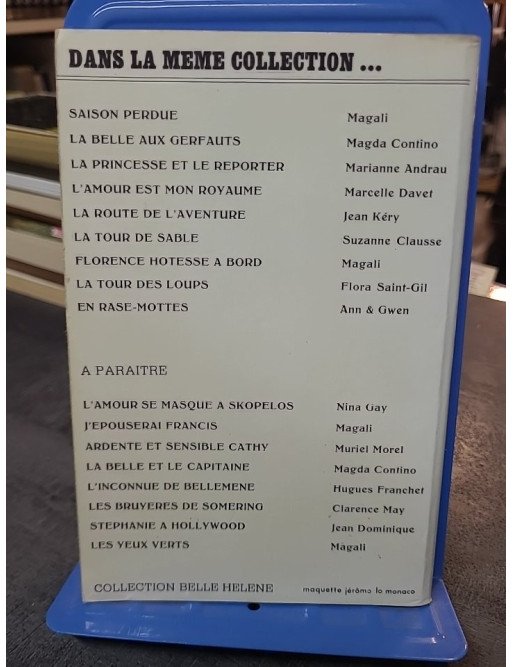 DANS LA MEME COLLECTION ...
SAISON PERDUE Magali
LA BELLE AUX GERFAUTS Magda Contino
LA PRINCESSE ET LE REPORTER Marianne Andrau
L'AMOUR EST MON ROYAUME Marcelle Davet
LA ROUTE DE L'AVENTURE Jean Kéry
LA TOUR DE SABLE Suzanne Clausse
FLORENCE HOTESSE A BORD Magali
LA TOUR DES LOUPS Flora Saint-Gil
EN RASE-MOTTES Ann & Gwen
A PARAITRE
L'AMOUR SE MASQUE A SKOPELOS Nina Gay
J'EPOUSERAI FRANCIS Magali
ARDENTE ET SENSIBLE CATHY Muriel Morel
LA BELLE ET LE CAPITAINE Magda Contino
L'INCONNUE DE BELLEMENE Hugues Franchet
LES BRUYERES DE SOMERING Clarence May
STEPHANIE A HOLLYWOOD Jean Dominique
LES YEUX VERTS Magali
COLLECTION BELLE HELENE maquette jérôme lo monaco